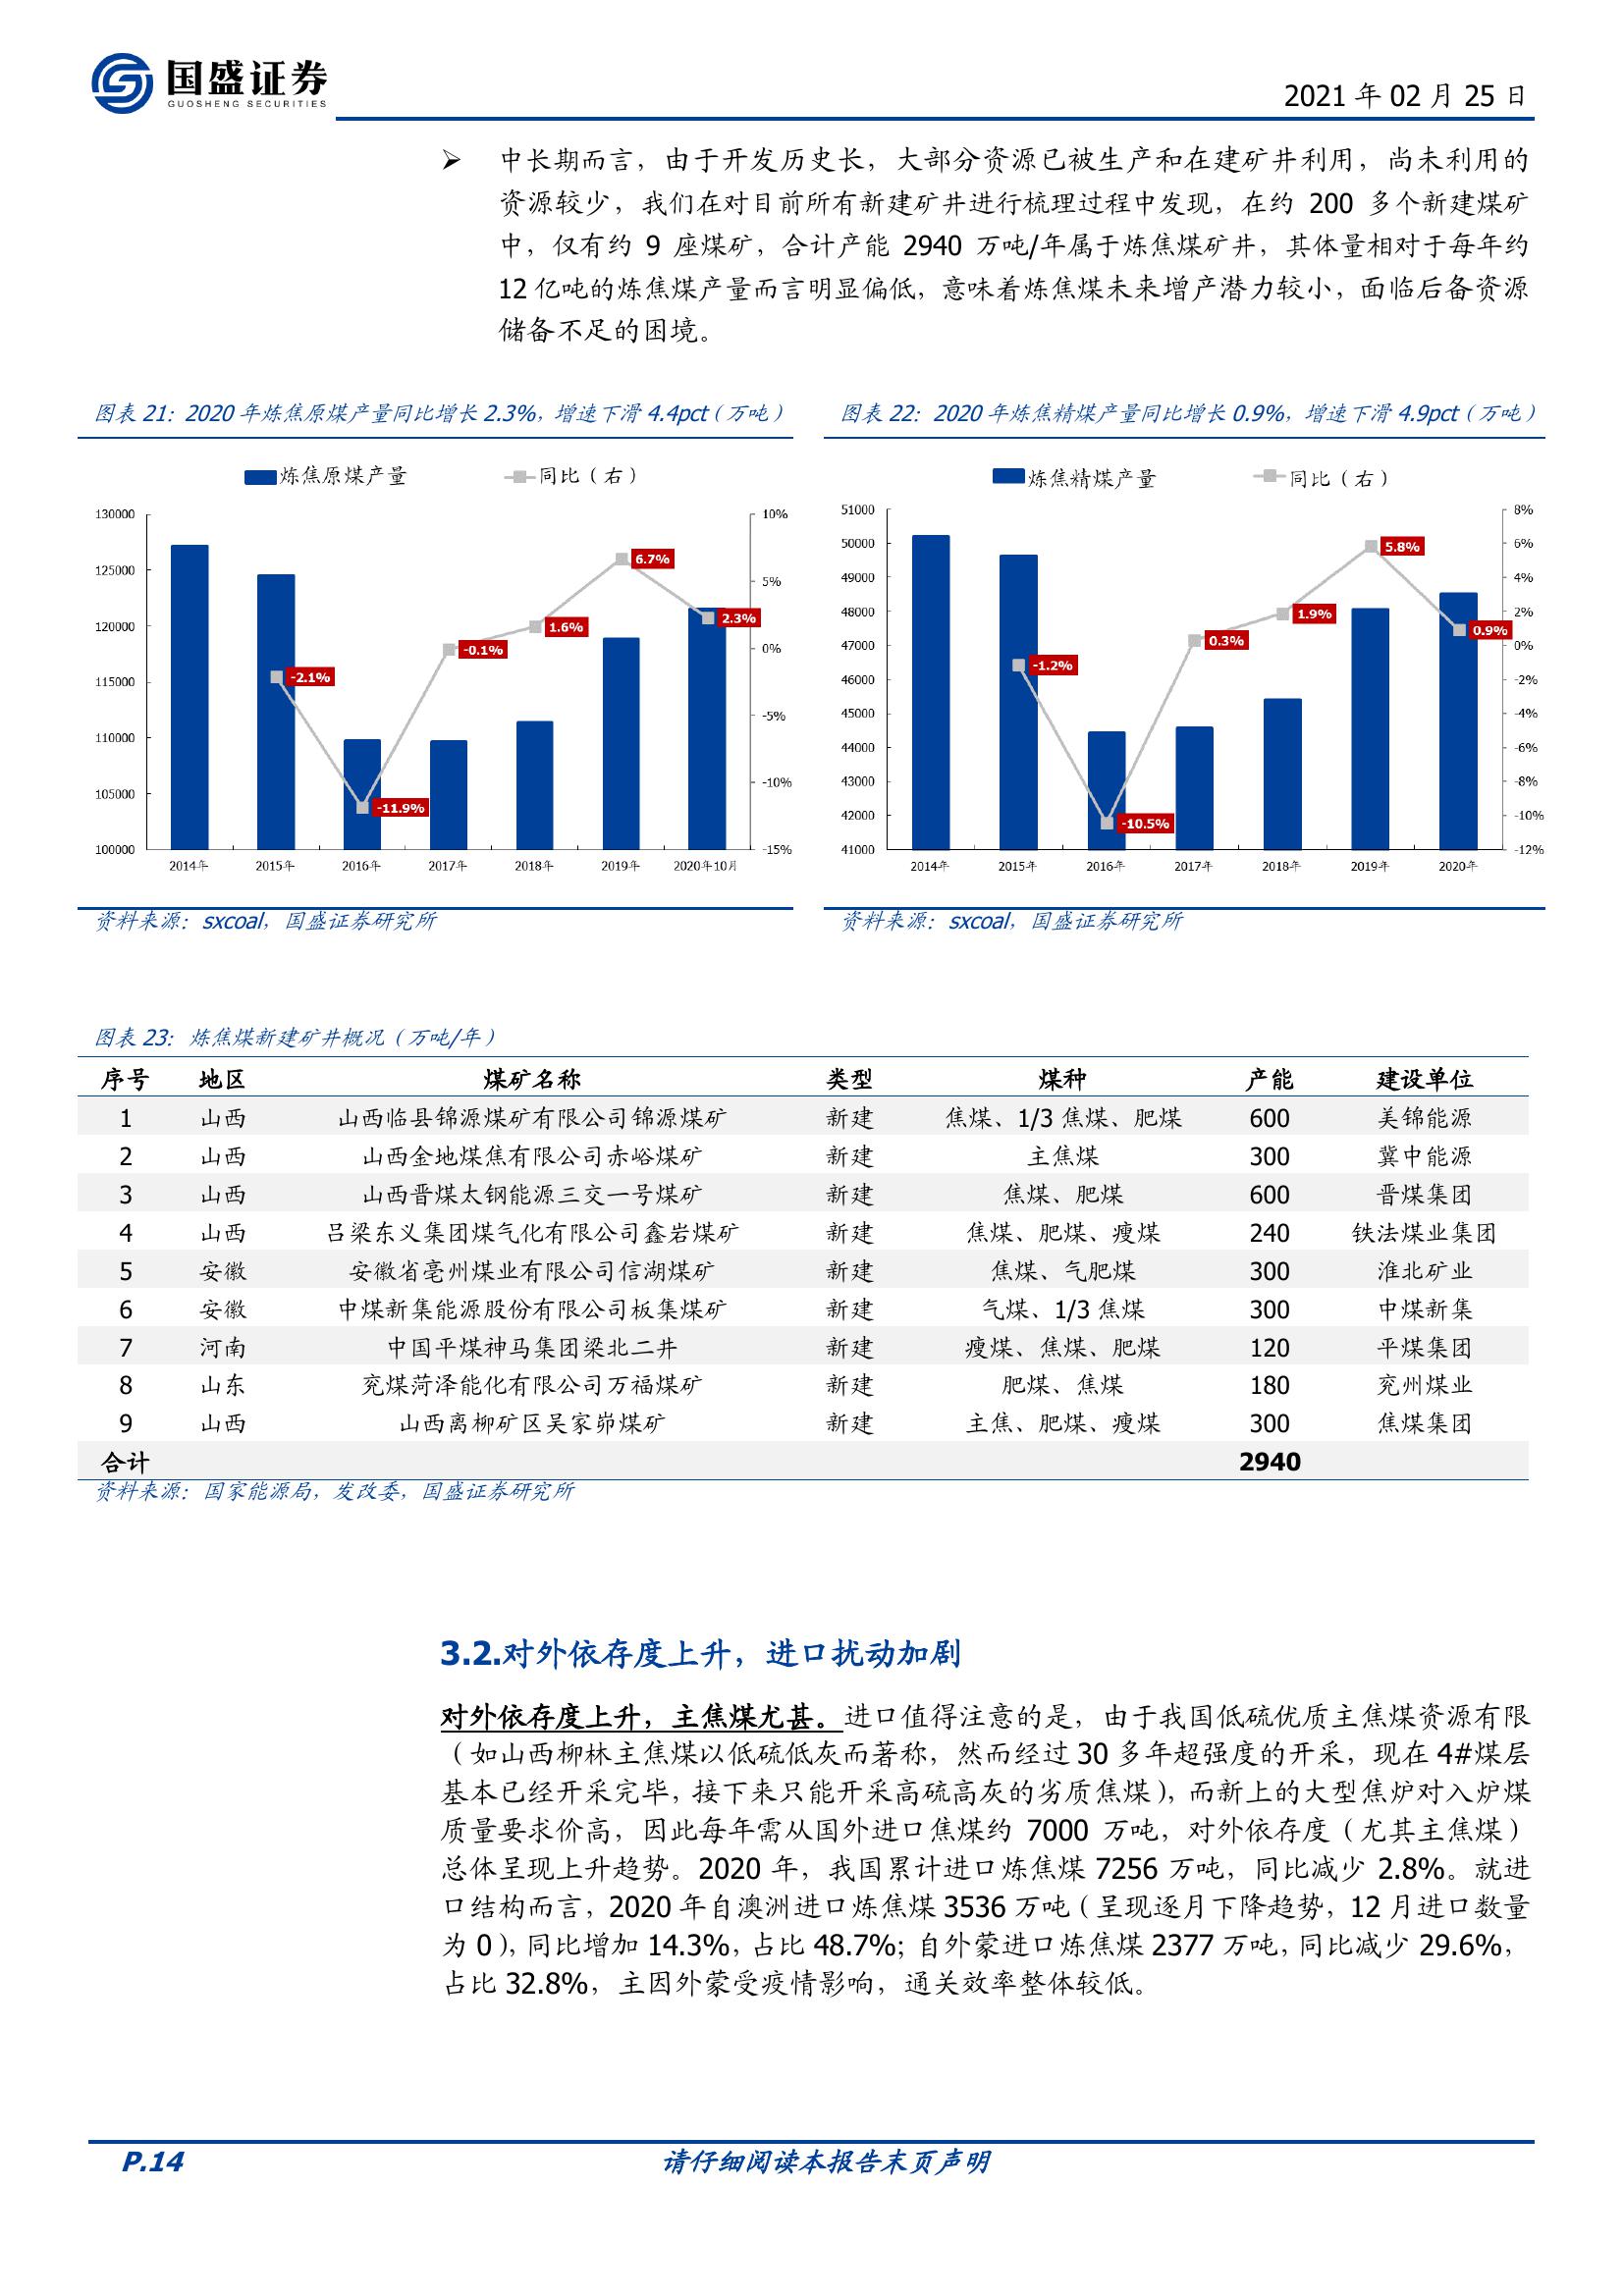 国盛证券
GUOSHENG SECURITIES
2021 年 02 月 25 日
➢ 中长期而言，由于开发历史长，大部分资源已被生产和在建矿井利用，尚未利用的
资源较少，我们在对目前所有新建矿井进行梳理过程中发现，在约 200 多个新建煤矿
中，仅有约 9 座煤矿，合计产能 2940 万吨/年属于炼焦煤矿井，其体量相对于每年约
12 亿吨的炼焦煤产量而言明显偏低，意味着炼焦煤未来增产潜力较小，面临后备资源
储备不足的困境。
图表 21：2020 年炼焦原煤产量同比增长 2.3%，增速下滑 4.4pct（万吨）
炼焦原煤产量 同比（右）
130000
125000
120000
115000
110000
105000
100000
10%
5%
0%
-5%
-10%
-15%
-2.1%
-11.9%
-0.1%
1.6%
6.7%
2.3%
2014年 2015年 2016年 2017年 2018年 2019年 2020年10月
资料来源：sxcoal，国盛证券研究所
图表 22：2020 年炼焦精煤产量同比增长 0.9%，增速下滑 4.9pct（万吨）
炼焦精煤产量 同比（右）
51000
50000
49000
48000
47000
46000
45000
44000
43000
42000
41000
8%
6%
4%
2%
0%
-2%
-4%
-6%
-8%
-10%
-12%
-1.2%
-10.5%
0.3%
1.9%
5.8%
0.9%
2014年 2015年 2016年 2017年 2018年 2019年 2020年
资料来源：sxcoal，国盛证券研究所
图表 23：炼焦煤新建矿井概况（万吨/年）
序号 地区 煤矿名称 类型 煤种 产能 建设单位
1 山西 山西临县锦源煤矿有限公司锦源煤矿 新建 焦煤、1/3 焦煤、肥煤 600 美锦能源
2 山西 山西金地煤焦有限公司赤峪煤矿 新建 主焦煤 300 冀中能源
3 山西 山西晋煤太钢能源三交一号煤矿 新建 焦煤、肥煤 600 晋煤集团
4 山西 吕梁东义集团煤气化有限公司鑫岩煤矿 新建 焦煤、肥煤、瘦煤 240 铁法煤业集团
5 安徽 安徽省亳州煤业有限公司信湖煤矿 新建 焦煤、气肥煤 300 淮北矿业
6 安徽 中煤新集能源股份有限公司板集煤矿 新建 气煤、1/3 焦煤 300 中煤新集
7 河南 中国平煤神马集团梁北二井 新建 瘦煤、焦煤、肥煤 120 平煤集团
8 山东 兖煤菏泽能化有限公司万福煤矿 新建 肥煤、焦煤 180 兖州煤业
9 山西 山西离柳矿区吴家峁煤矿 新建 主焦、肥煤、瘦煤 300 焦煤集团
合计 2940
资料来源：国家能源局，发改委，国盛证券研究所
3.2.对外依存度上升，进口扰动加剧
对外依存度上升，主焦煤尤甚。进口值得注意的是，由于我国低硫优质主焦煤资源有限
（如山西柳林主焦煤以低硫低灰而著称，然而经过 30 多年超强度的开采，现在 4#煤层
基本已经开采完毕，接下来只能开采高硫高灰的劣质焦煤），而新上的大型焦炉对入炉煤
质量要求价高，因此每年需从国外进口焦煤约 7000 万吨，对外依存度（尤其主焦煤）
总体呈现上升趋势。2020 年，我国累计进口炼焦煤 7256 万吨，同比减少 2.8%。就进
口结构而言，2020 年自澳洲进口炼焦煤 3536 万吨（呈现逐月下降趋势，12 月进口数量
为 0），同比增加 14.3%，占比 48.7%；自外蒙进口炼焦煤 2377 万吨，同比减少 29.6%，
占比 32.8%，主因外蒙受疫情影响，通关效率整体较低。
P.14 请仔细阅读本报告末页声明